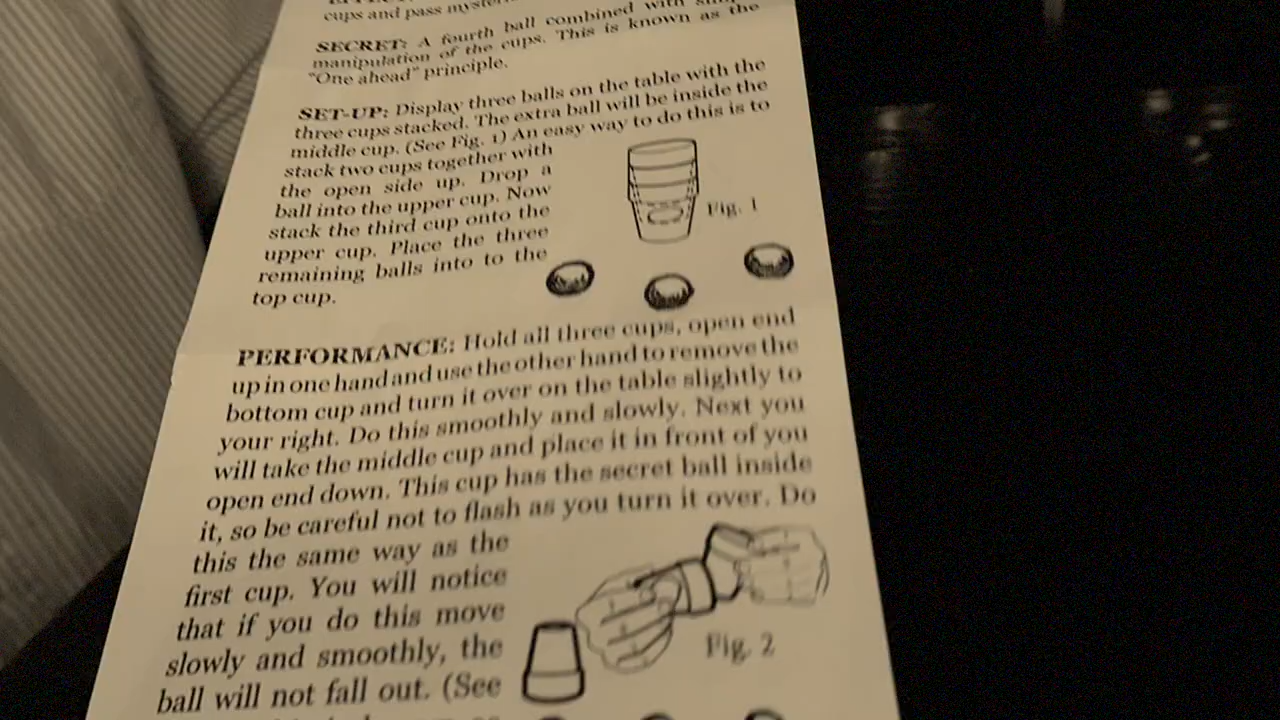 cups and pass
SECRET: A fourth ball combined with
manipulation of the cups. This is known as the
"One ahead" principle.
SET-UP: Display three balls on the table with the
three cups stacked. The extra ball will be inside the
middle cup. (See Fig. 1) An easy way to do this is to
stack two cups together with
the open side up. Drop a
ball into the upper cup. Now
stack the third cup onto the
upper cup. Place the three
remaining balls into to the
top cup.
Fig. 1
PERFORMANCE: Hold all three cups, open end
up in one hand and use the other hand to remove the
bottom cup and turn it over on the table slightly to
your right. Do this smoothly and slowly. Next you
will take the middle cup and place it in front of you
open end down. This cup has the secret ball inside
it, so be careful not to flash as you turn it over. Do
this the same way as the
first cup. You will notice
that if you do this move
slowly and smoothly, the
ball will not fall out. (See
Fig. 2